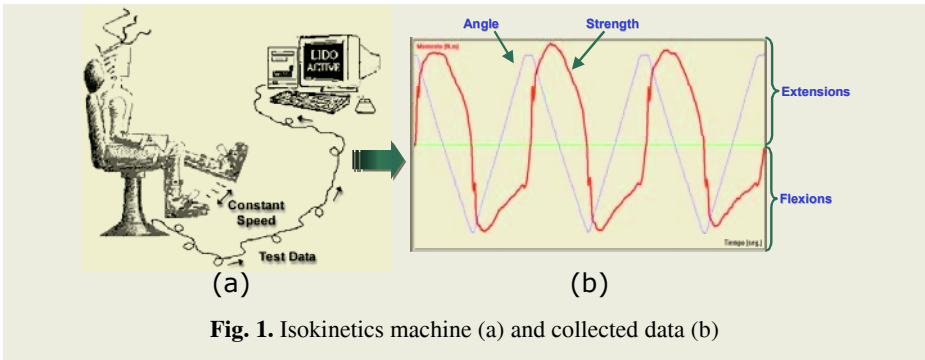 Angle
Strength
Momento (N.m)
LIDO
ACTIVE
Extensions
Constant
Speed
Flexions
Tiempo (seg.)
Test Data
(a)
(b)
Fig. 1. Isokinetics machine (a) and collected data (b)